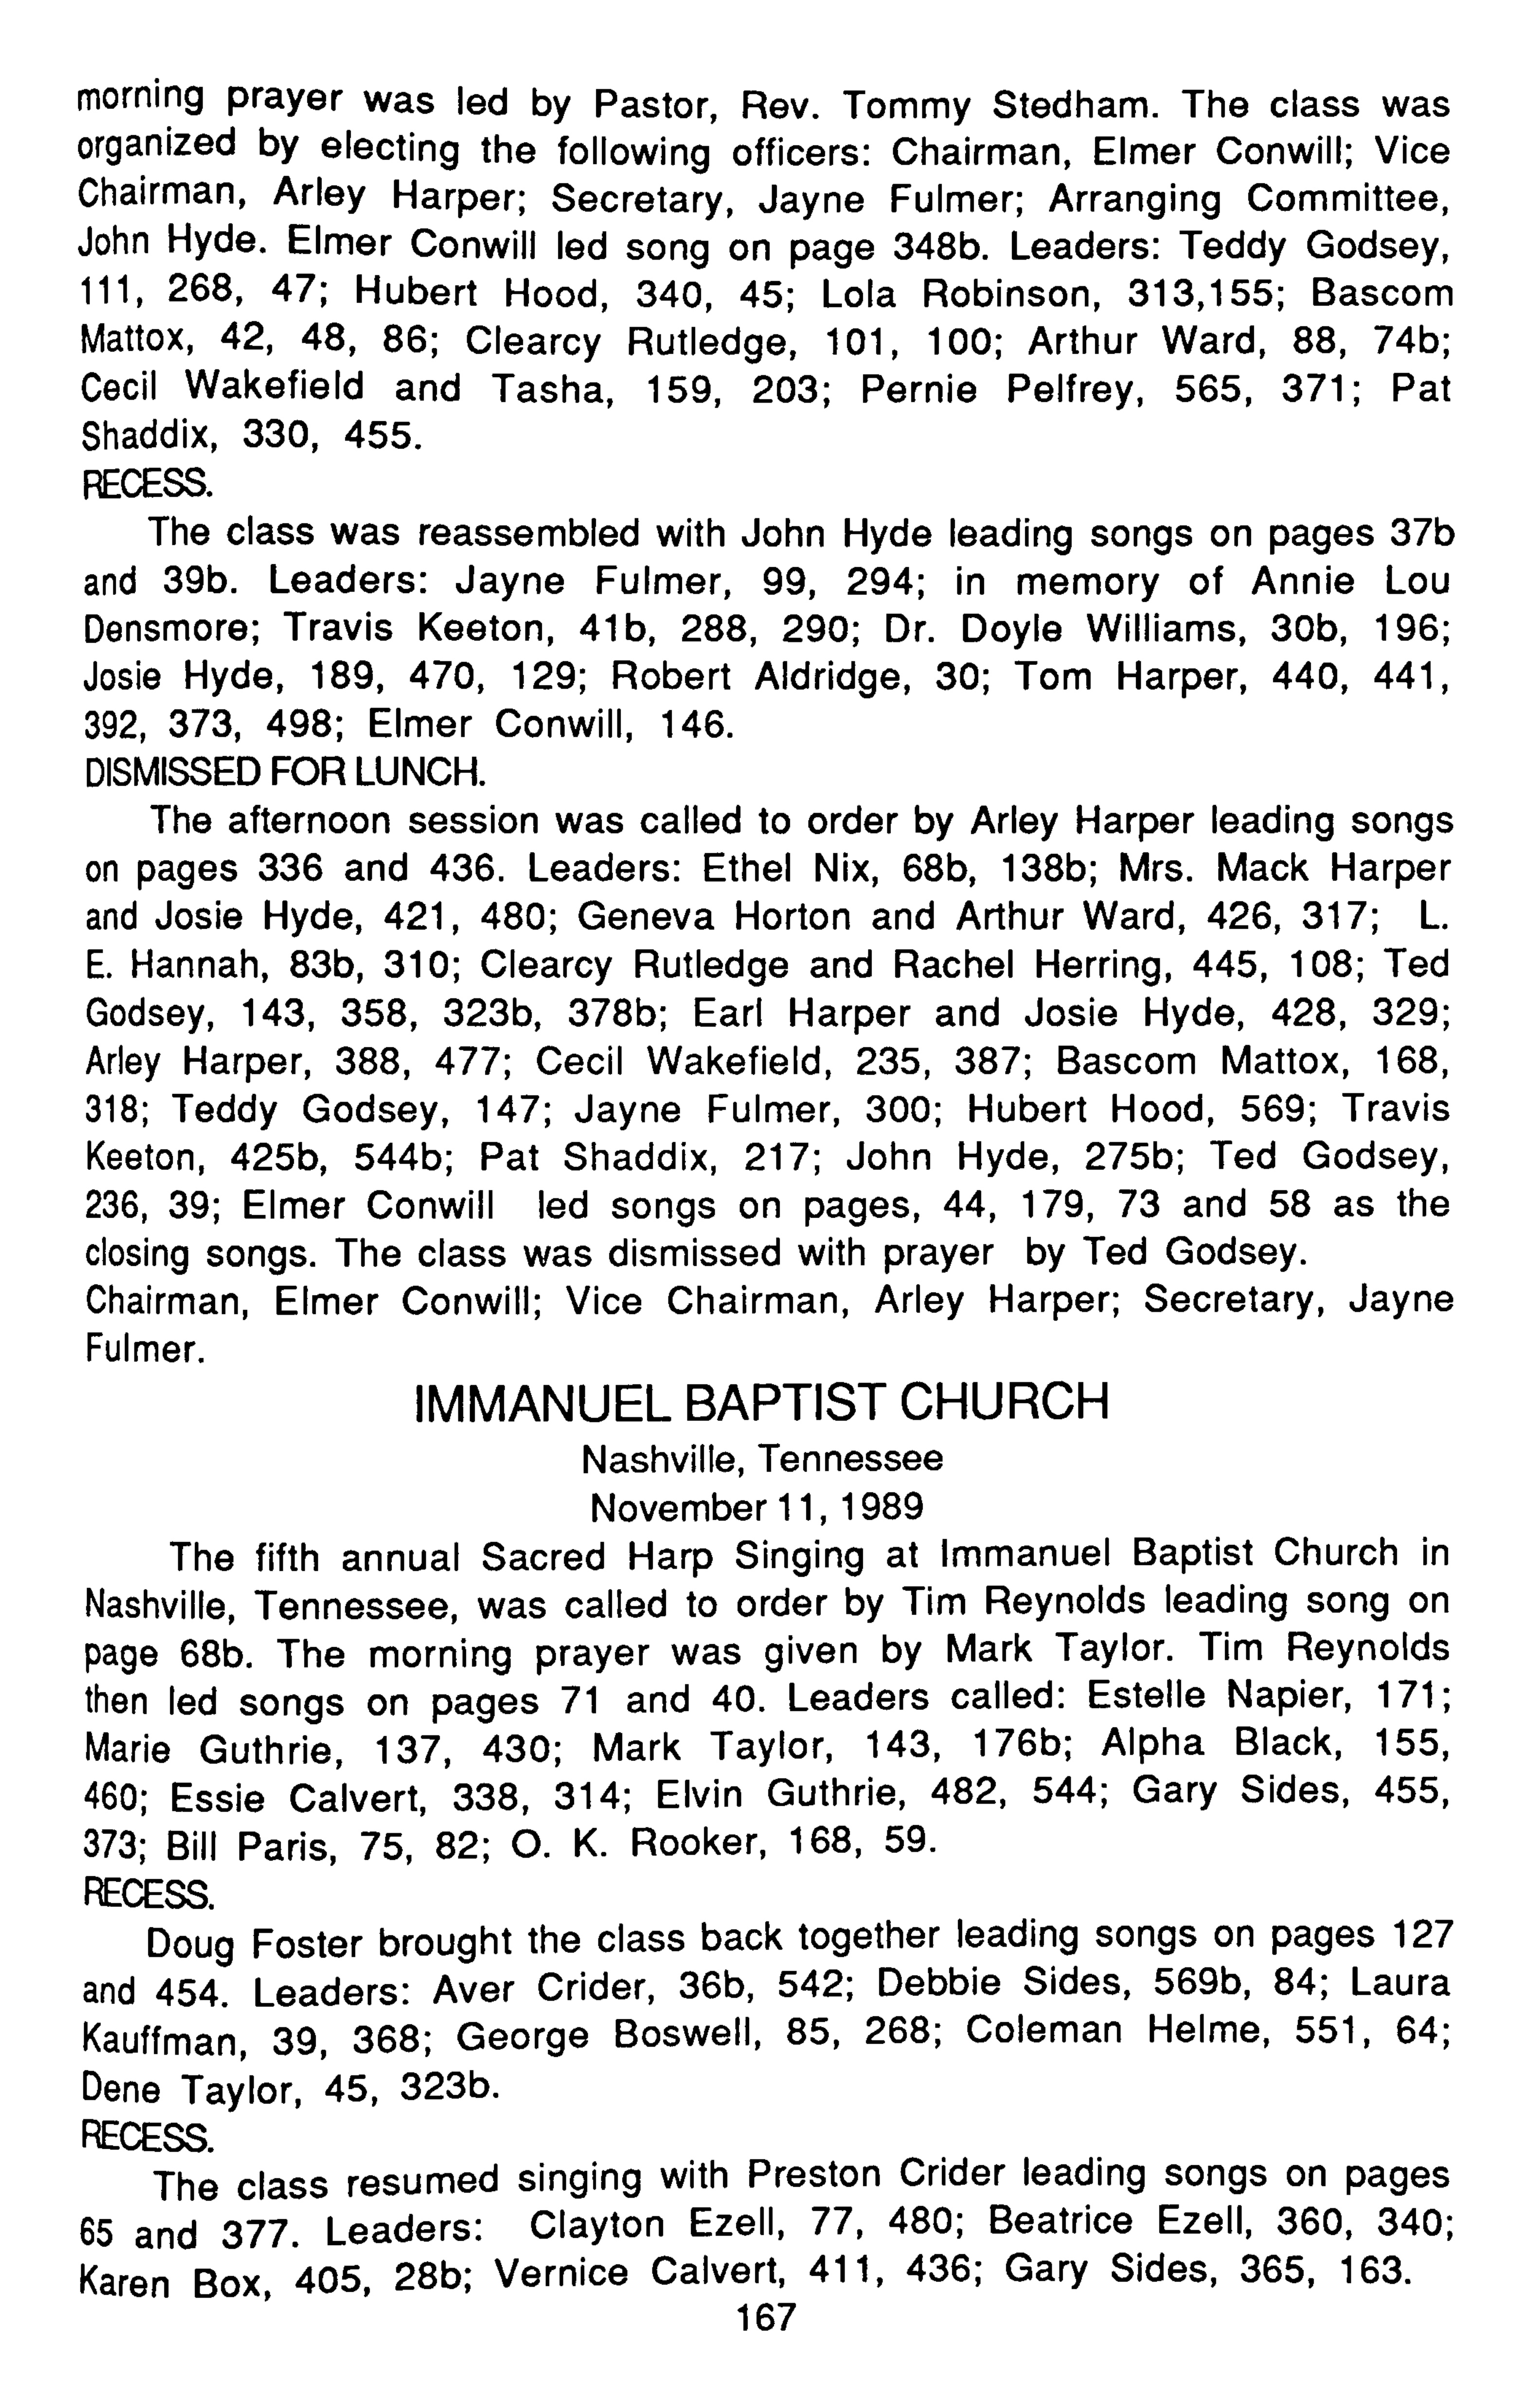 morning prayer was led by Pastor, Rev. Tommy Stedham. The class was
organized by electing the following officers: Chairman, Elmer Conwill; Vice
Chairman, Arley Harper; Secretary, Jayne Fulmer; Arranging Committee,
John Hyde. Elmer Conwill led song on page 348b. Leaders: Teddy Godsey,
111, 268, 47; Hubert Hood, 340, 45; Lola Robinson, 313,155; Bascom
Mattox, 42, 48, 86; Clearcy Rutledge, 101, 100; Arthur Ward, 88, 74b;
Cecil Wakefield and Tasha, 159, 203; Pernie Pelfrey, 565, 371; Pat
Shaddix, 330, 455.
RECESS.
The class was reassembled with John Hyde leading songs on pages 37b
and 39b. Leaders: Jayne Fulmer, 99, 294; in memory of Annie Lou
Densmore; Travis Keeton, 41b, 288, 290; Dr. Doyle Williams, 30b, 196;
Josie Hyde, 189, 470, 129; Robert Aldridge, 30; Tom Harper, 440, 441,
392, 373, 498; Elmer Conwill, 146.
DISMISSED FOR LUNCH.
The afternoon session was called to order by Arley Harper leading songs
on pages 336 and 436. Leaders: Ethel Nix, 68b, 138b; Mrs. Mack Harper
and Josie Hyde, 421, 480; Geneva Horton and Arthur Ward, 426, 317; L.
E. Hannah, 83b, 310; Clearcy Rutledge and Rachel Herring, 445, 108; Ted
Godsey, 143, 358, 323b, 378b; Earl Harper and Josie Hyde, 428, 329;
Arley Harper, 388, 477; Cecil Wakefield, 235, 387; Bascom Mattox, 168,
318; Teddy Godsey, 147; Jayne Fulmer, 300; Hubert Hood, 569; Travis
Keeton, 425b, 544b; Pat Shaddix, 217; John Hyde, 275b; Ted Godsey,
236, 39; Elmer Conwill led songs on pages, 44, 179, 73 and 58 as the
closing songs. The class was dismissed with prayer by Ted Godsey.
Chairman, Elmer Conwill; Vice Chairman, Arley Harper; Secretary, Jayne
Fulmer.
IMMANUEL BAPTIST CHURCH
Nashville, Tennessee
November 11, 1989
The fifth annual Sacred Harp Singing at Immanuel Baptist Church in
Nashville, Tennessee, was called to order by Tim Reynolds leading song on
page 68b. The morning prayer was given by Mark Taylor. Tim Reynolds
then led songs on pages 71 and 40. Leaders called: Estelle Napier, 171;
Marie Guthrie, 137, 430; Mark Taylor, 143, 176b; Alpha Black, 155,
460; Essie Calvert, 338, 314; Elvin Guthrie, 482, 544; Gary Sides, 455,
373; Bill Paris, 75, 82; O. K. Rooker, 168, 59.
RECESS.
Doug Foster brought the class back together leading songs on pages 127
and 454. Leaders: Aver Crider, 36b, 542; Debbie Sides, 569b, 84; Laura
Kauffman, 39, 368; George Boswell, 85, 268; Coleman Helme, 551, 64;
Dene Taylor, 45, 323b.
RECESS.
The class resumed singing with Preston Crider leading songs on pages
65 and 377. Leaders: Clayton Ezell, 77, 480; Beatrice Ezell, 360, 340;
Karen Box, 405, 28b; Vernice Calvert, 411, 436; Gary Sides, 365, 163.
167